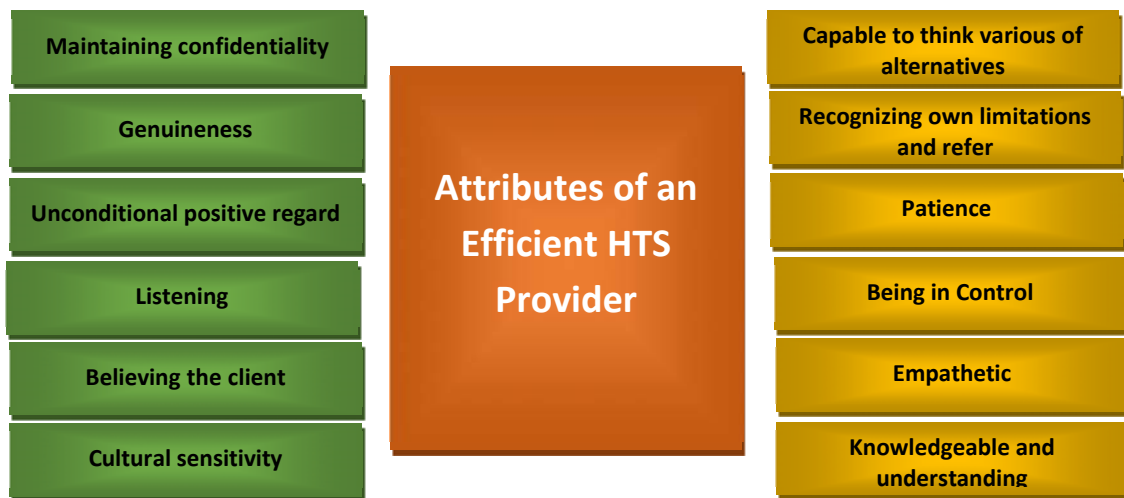 Maintaining confidentiality
Genuineness
Unconditional positive regard
Listening
Believing the client
Cultural sensitivity
Attributes of an
Efficient HTS
Provider
Capable to think various of
alternatives
Recognizing own limitations
and refer
Patience
Being in Control
Empathetic
Knowledgeable and
understanding